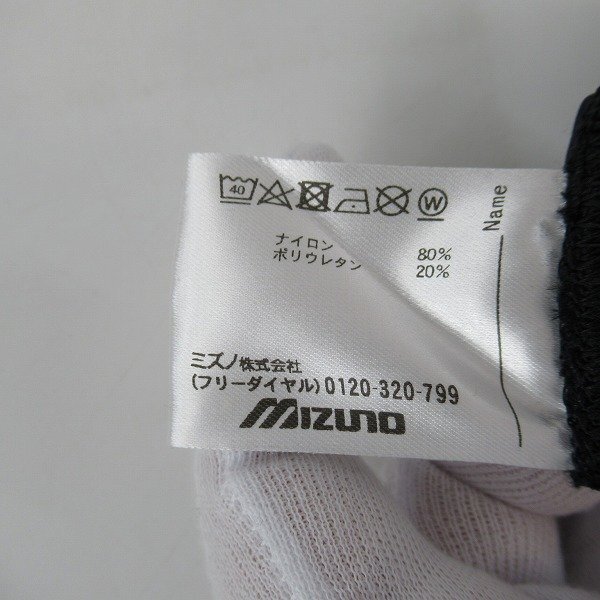 40 W
ナイロン 80%
ポリウレタン 20%
ミズノ株式会社
(フリーダイヤル) 0120-320-799
MIZUNO
Name